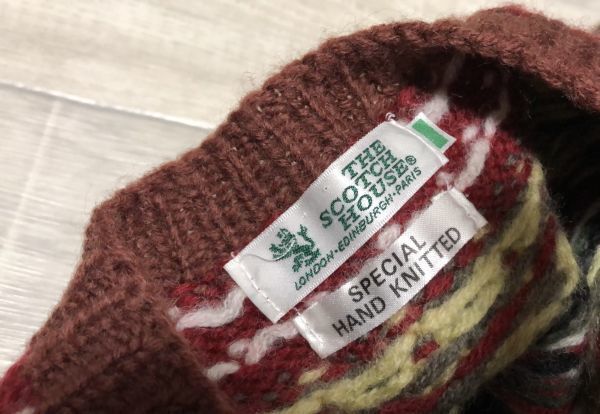 THE
SCOTCH
HOUSE®
LONDON·EDINBURGH·PARIS
SPECIAL
HAND KNITTED